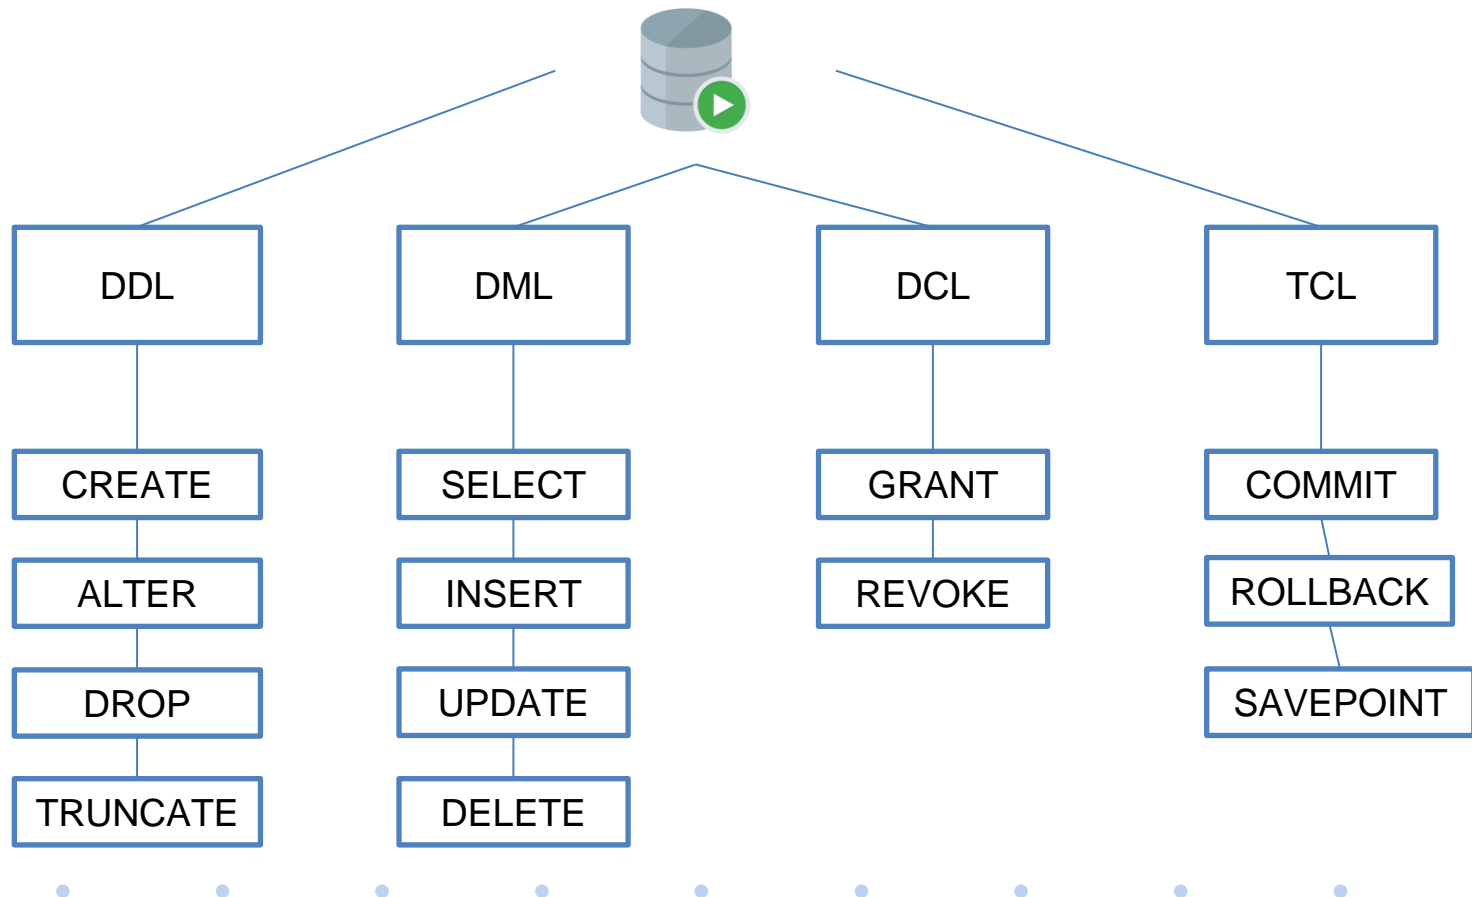 DDL
DML
DCL
TCL
CREATE
SELECT
GRANT
COMMIT
ALTER
INSERT
REVOKE
ROLLBACK
DROP
UPDATE
SAVEPOINT
TRUNCATE
DELETE